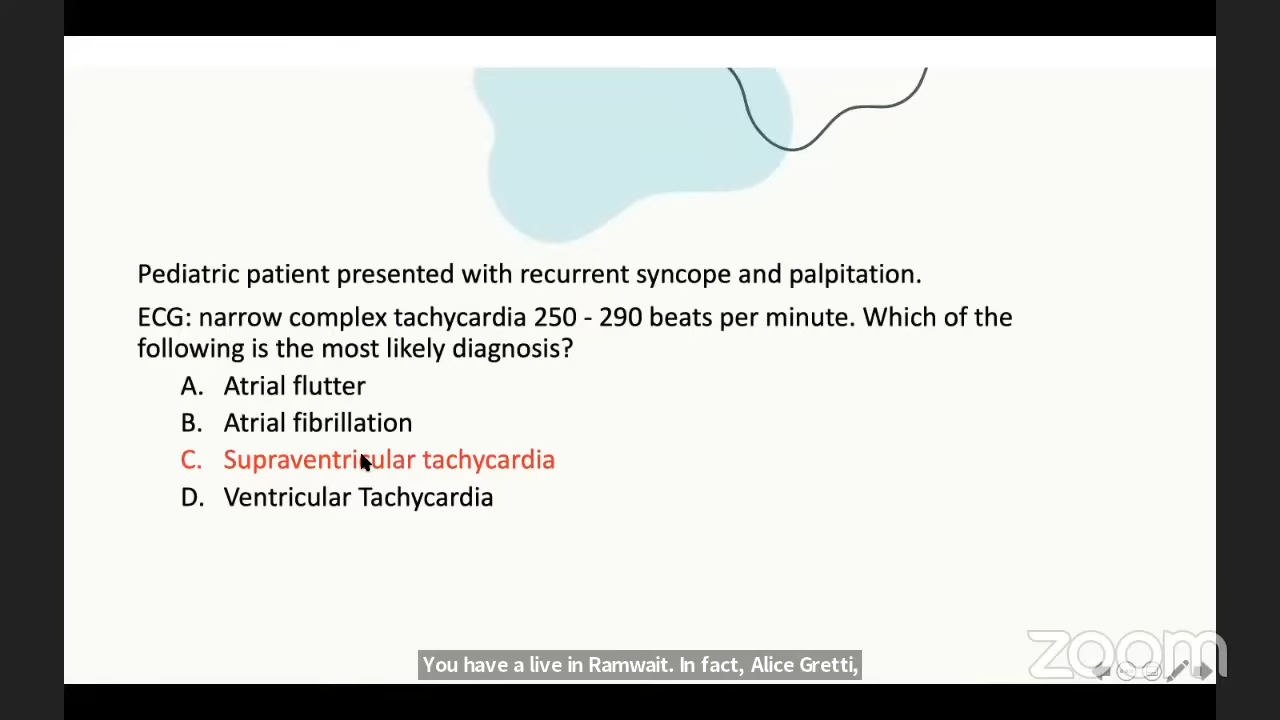 Pediatric patient presented with recurrent syncope and palpitation.
ECG: narrow complex tachycardia 250 - 290 beats per minute. Which of the
following is the most likely diagnosis?
A. Atrial flutter
B. Atrial fibrillation
C. Supraventricular tachycardia
D. Ventricular Tachycardia
You have a live in Ramwait. In fact, Alice Gretti,
zoom